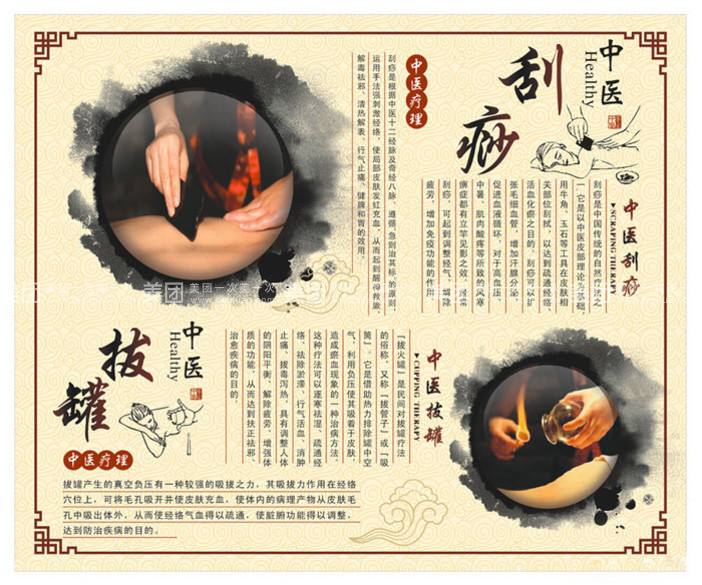 刮痧
中医
Healthy
中医刮痧
▶SCRAPING THERAPY
刮痧是中国传统的自然疗法之
一，它是以中医皮部理论为基础，
用牛角、玉石等工具在皮肤相
关部位刮拭，以达到疏通经络、
活血化瘀之目的。刮痧可以扩
张毛细血管，增加汗腺分泌，
促进血液循环，对于高血压、
中暑、肌肉酸疼等所致的风寒
痹症都有立竿见影之效。经常
刮痧，可起到调整经气，解除
疲劳，增加免疫功能的作用。
中医疗理
刮痧是根据中医十二经脉及奇经八脉、遵循"急则治其标"的原则，
运用手法强刺激经络，使局部皮肤发红充血，从而起到醒神救厥、
解毒祛邪、清热解表、行气止痛、健脾和胃的效用。
美团一次美一次
拔罐
中医
Healthy
中医拔罐
▶CUPPING THERAPY
"拔火罐"是民间对拔罐疗法
的俗称，又称"拔管子"或"吸
筒"。它是借助热力排除罐中空
气，利用负压使其吸着于皮肤，
造成瘀血现象的一种治病方法。
这种疗法可以逐寒祛湿、疏通经
络、祛除淤滞、行气活血、消肿
止痛、拔毒泻热，具有调整人体
的阴阳平衡、解除疲劳、增强体
质的功能，从而达到扶正祛邪、
治愈疾病的目的。
中医疗理
拔罐产生的真空负压有一种较强的吸拔之力，其吸拔力作用在经络
穴位上，可将毛孔吸开并使皮肤充血，使体内的病理产物从皮肤毛
孔中吸出体外，从而使经络气血得以疏通，使脏腑功能得以调整，
达到防治疾病的目的。